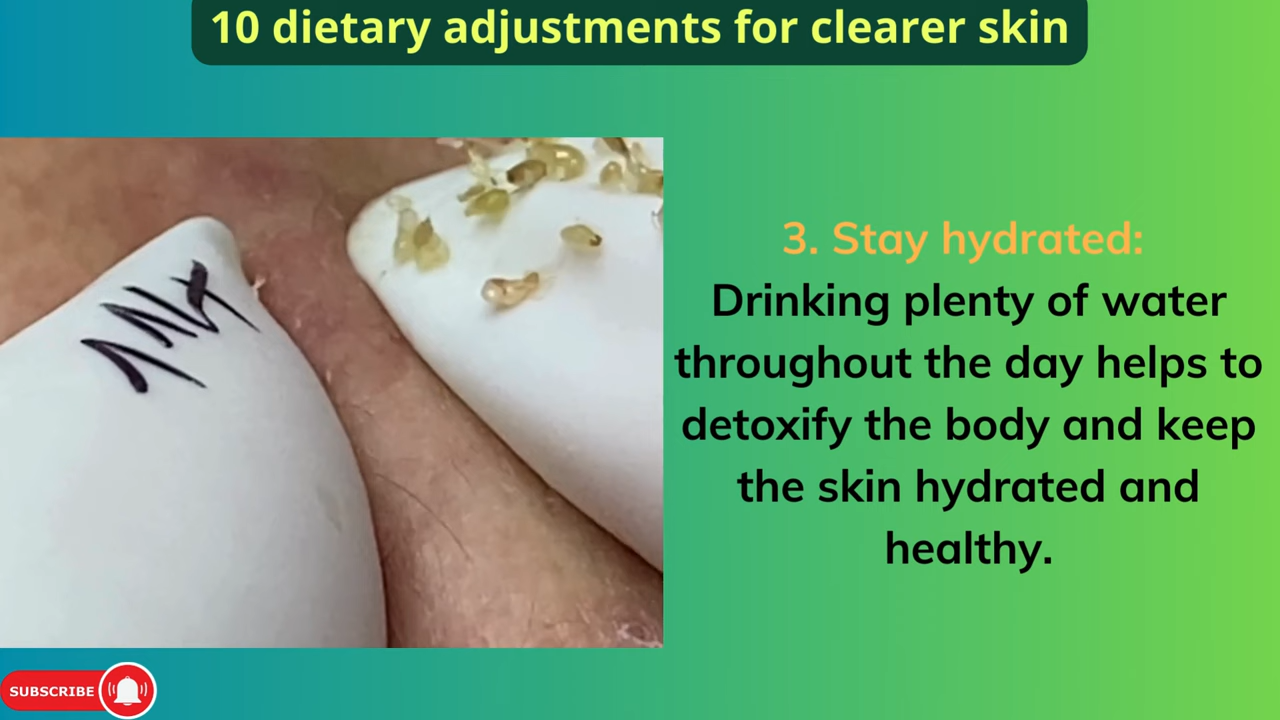 10 dietary adjustments for clearer skin
3. Stay hydrated:
Drinking plenty of water
throughout the day helps to
detoxify the body and keep
the skin hydrated and
healthy.
SUBSCRIBE